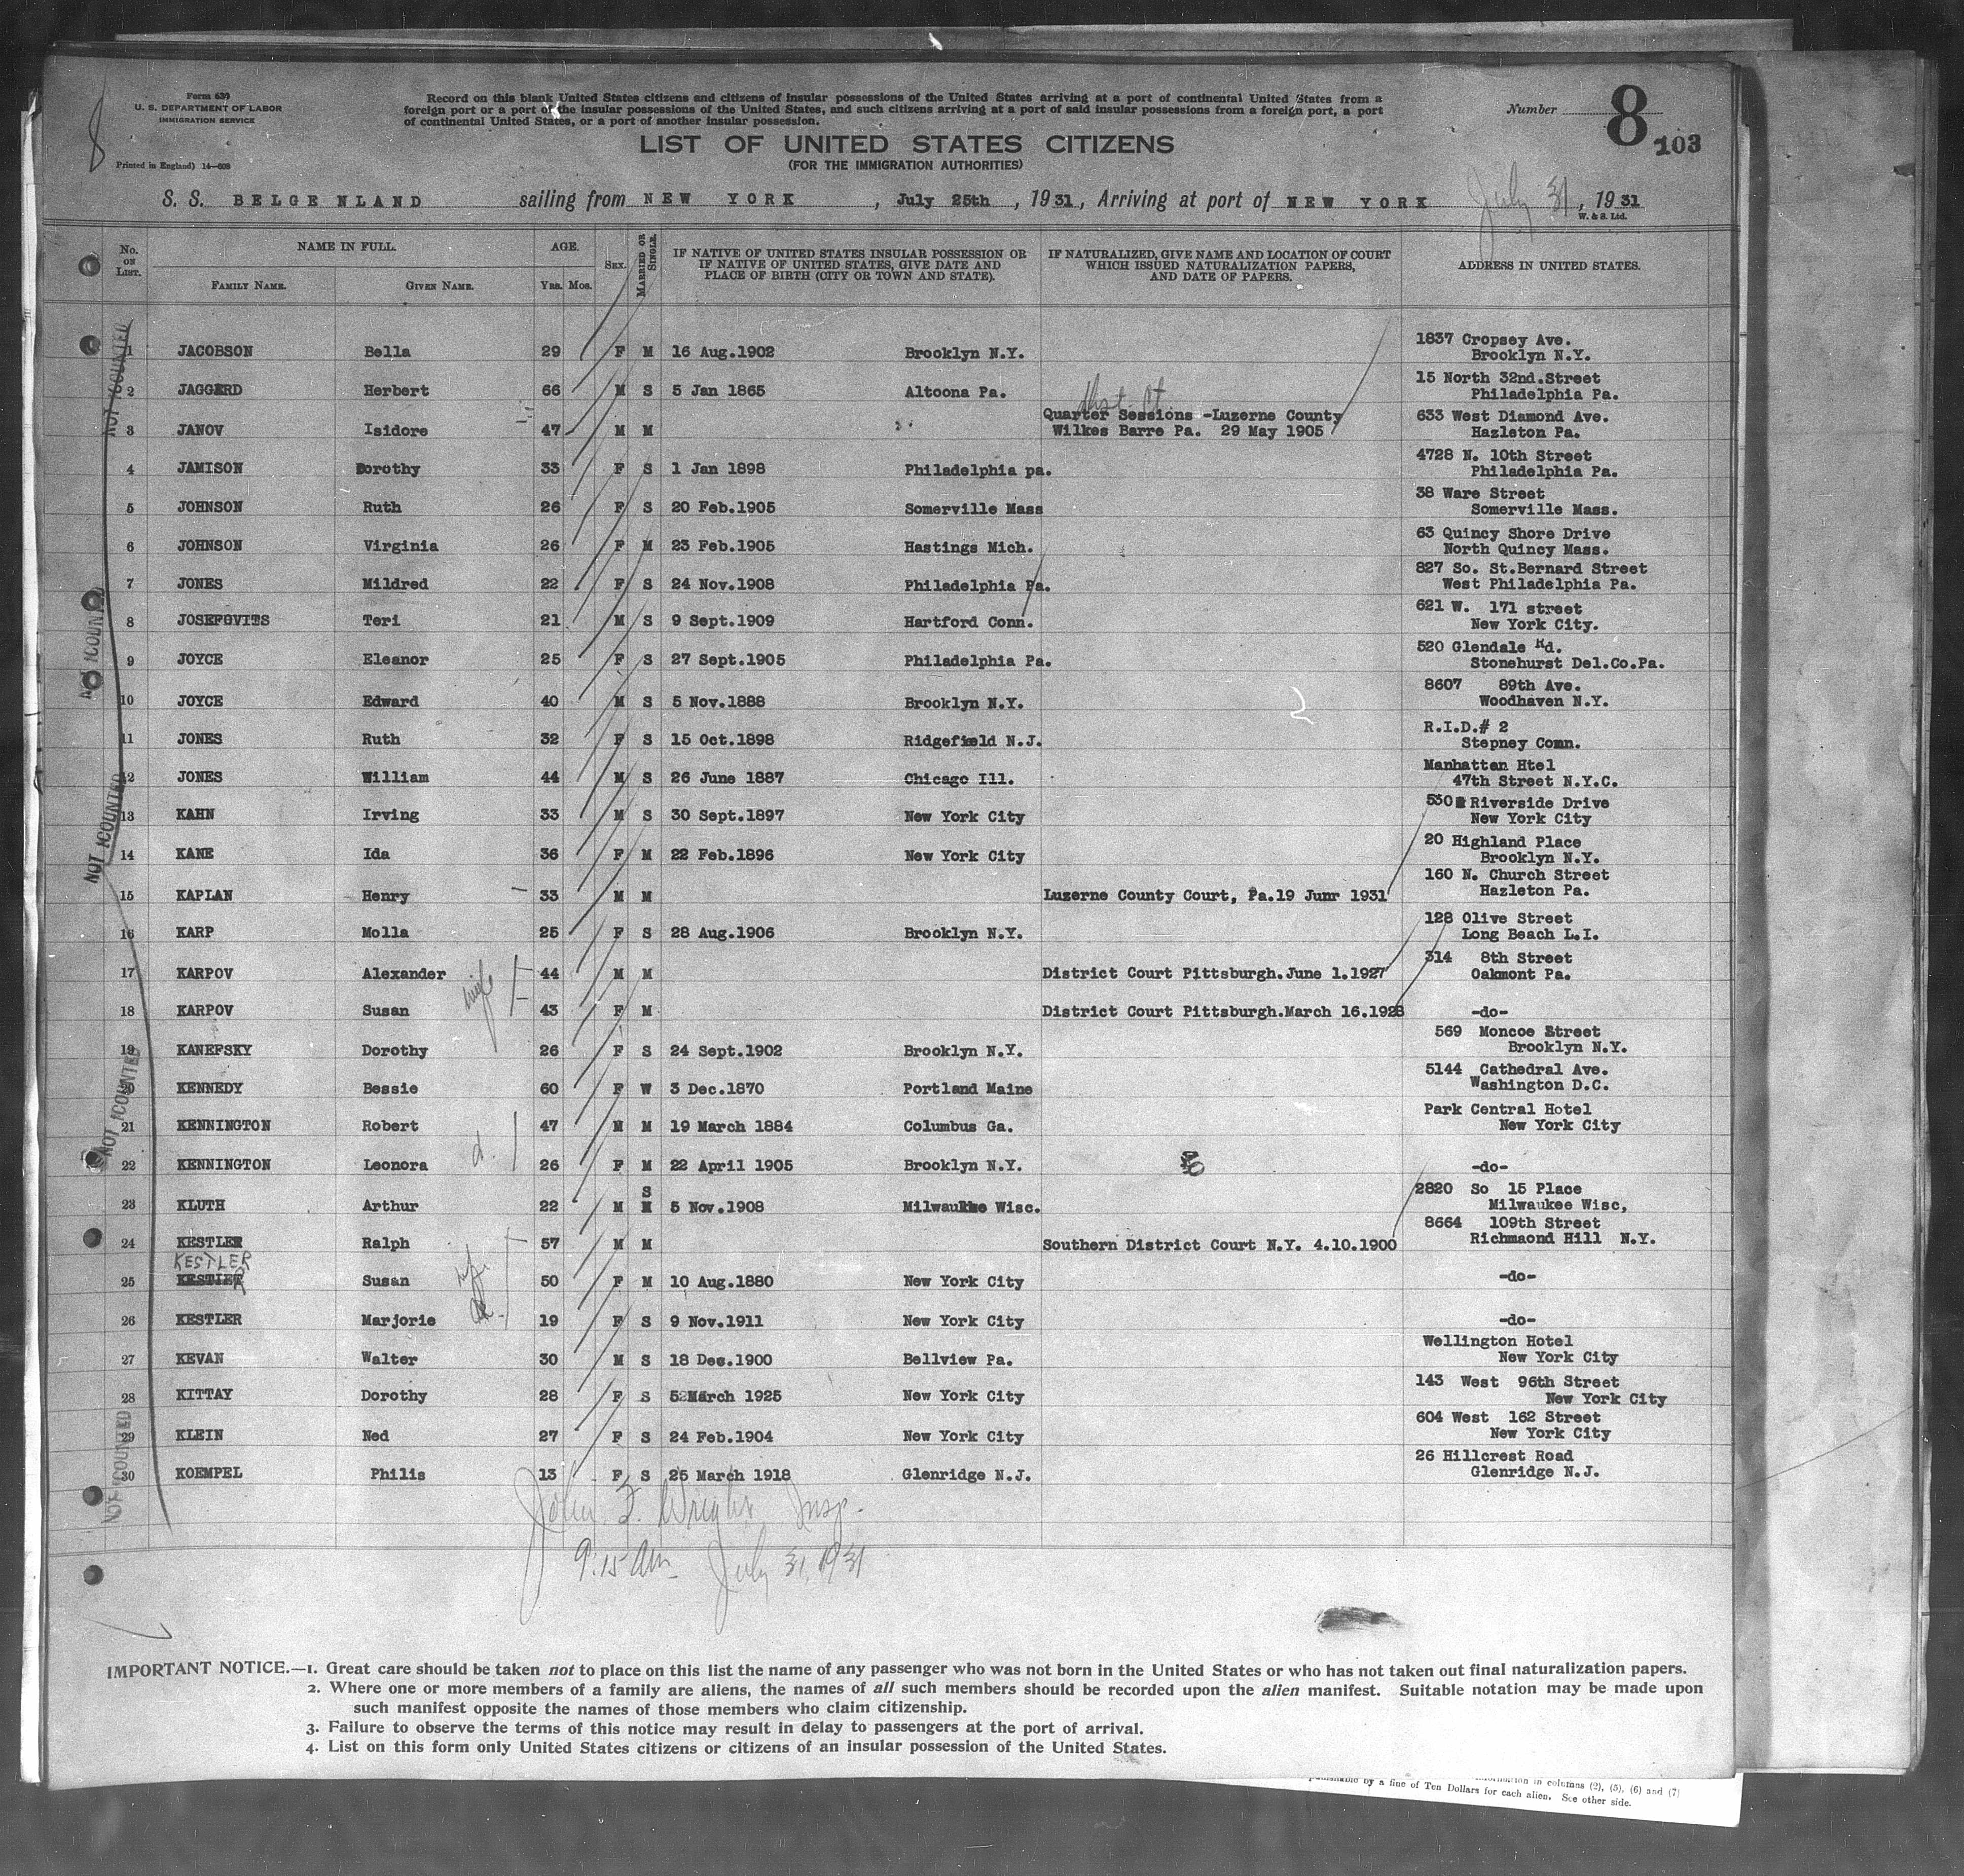 8
Form 639
U. S. DEPARTMENT OF LABOR
IMMIGRATION SERVICE
Printed in England) 14—608
Record on this blank United States citizens and citizens of insular possessions of the United States arriving at a port of continental United States from a
foreign port or a port of the insular possessions of the United States, and such citizens arriving at a port of said insular possessions from a foreign port, a port
of continental United States, or a port of another insular possession.
Number 8
103
LIST OF UNITED STATES CITIZENS
(FOR THE IMMIGRATION AUTHORITIES)
S. S. BELGENLAND sailing from NEW YORK, July 25th, 1931, Arriving at port of NEW YORK July 31, 1931
W. & S. Ltd.
No. ON LIST.
NAME IN FULL.
FAMILY NAME. GIVEN NAME.
AGE.
YRS. MOS.
SEX.
MARRIED OR SINGLE.
IF NATIVE OF UNITED STATES INSULAR POSSESSION OR
IF NATIVE OF UNITED STATES, GIVE DATE AND
PLACE OF BIRTH (CITY OR TOWN AND STATE).
IF NATURALIZED, GIVE NAME AND LOCATION OF COURT
WHICH ISSUED NATURALIZATION PAPERS,
AND DATE OF PAPERS.
ADDRESS IN UNITED STATES.
1 JACOBSON Bella 29 F M 16 Aug.1902 Brooklyn N.Y. 1837 Cropsey Ave.
Brooklyn N.Y.
2 JAGGERD Herbert 66 M S 5 Jan 1865 Altoona Pa. 15 North 32nd.Street
Philadelphia Pa.
Dist. Ct
3 JANOV Isidore 47 M M Quarter Sessions -Luzerne County 633 West Diamond Ave.
Wilkes Barre Pa. 29 May 1905 Hazleton Pa.
4 JAMISON Dorothy 33 F S 1 Jan 1898 Philadelphia pa. 4728 N. 10th Street
Philadelphia Pa.
5 JOHNSON Ruth 26 F S 20 Feb.1905 Somerville Mass 38 Ware Street
Somerville Mass.
6 JOHNSON Virginia 26 F M 23 Feb.1905 Hastings Mich. 63 Quincy Shore Drive
North Quincy Mass.
7 JONES Mildred 22 F S 24 Nov.1908 Philadelphia Pa. 827 So. St.Bernard Street
West Philadelphia Pa.
8 JOSEFOVITS Teri 21 M S 9 Sept.1909 Hartford Conn. 621 W. 171 street
New York City.
9 JOYCE Eleanor 25 F S 27 Sept.1905 Philadelphia Pa. 520 Glendale Rd.
Stonehurst Del.Co.Pa.
10 JOYCE Edward 40 M S 5 Nov.1888 Brooklyn N.Y. 8607 89th Ave.
Woodhaven N.Y.
11 JONES Ruth 32 F S 15 Oct.1898 Ridgefield N.J. R.I.D.# 2
Stepney Conn.
12 JONES William 44 M S 26 June 1887 Chicago Ill. Manhattan Htel
47th Street N.Y.C.
13 KAHN Irving 33 M S 30 Sept.1897 New York City 530 Riverside Drive
New York City
14 KANE Ida 36 F M 22 Feb.1896 New York City 20 Highland Place
Brooklyn N.Y.
15 KAPLAN Henry 33 M M Luzerne County Court, Pa.19 Junr 1931 160 N. Church Street
Hazleton Pa.
16 KARP Molla 25 F S 28 Aug.1906 Brooklyn N.Y. 128 Olive Street
Long Beach L.I.
17 KARPOV Alexander 44 M M District Court Pittsburgh.June 1.1927 314 8th Street
Oakmont Pa.
18 KARPOV Susan wife 43 F M District Court Pittsburgh.March 16.1928 -do-
19 KANEFSKY Dorothy 26 F S 24 Sept.1902 Brooklyn N.Y. 569 Moncoe Street
Brooklyn N.Y.
20 KENNEDY Bessie 60 F W 3 Dec.1870 Portland Maine 5144 Cathedral Ave.
Washington D.C.
21 KENNINGTON Robert 47 M M 19 March 1884 Columbus Ga. Park Central Hotel
New York City
22 KENNINGTON Leonora d. 26 F M 22 April 1905 Brooklyn N.Y. -do-
S
23 KLUTH Arthur 22 M M 5 Nov.1908 Milwaukee Wisc. 2820 So 15 Place
Milwaukee Wisc,
24 KESTLER Ralph 57 M M Southern District Court N.Y. 4.10.1900 8664 109th Street
Richmaond Hill N.Y.
KESTLER
25 KESTLER Susan wife 50 F M 10 Aug.1880 New York City -do-
26 KESTLER Marjorie d. 19 F S 9 Nov.1911 New York City -do-
27 KEVAN Walter 30 M S 18 Dec.1900 Bellview Pa. Wellington Hotel
New York City
28 KITTAY Dorothy 28 F S 5 March 1925 New York City 143 West 96th Street
New York City
29 KLEIN Ned 27 F S 24 Feb.1904 New York City 604 West 162 Street
New York City
30 KOEMPEL Philis 13 F S 25 March 1918 Glenridge N.J. 26 Hillcrest Road
Glenridge N.J.
NOT COUNTED
NOT COUNTED
NOT COUNTED
NOT COUNTED
NOT COUNTED
John F. Wright Insp.
9:15 am July 31, 1931
IMPORTANT NOTICE.—1. Great care should be taken not to place on this list the name of any passenger who was not born in the United States or who has not taken out final naturalization papers.
2. Where one or more members of a family are aliens, the names of all such members should be recorded upon the alien manifest. Suitable notation may be made upon
such manifest opposite the names of those members who claim citizenship.
3. Failure to observe the terms of this notice may result in delay to passengers at the port of arrival.
4. List on this form only United States citizens or citizens of an insular possession of the United States.
information in columns (2), (5), (6) and (7)
punishable by a fine of Ten Dollars for each alien. See other side.